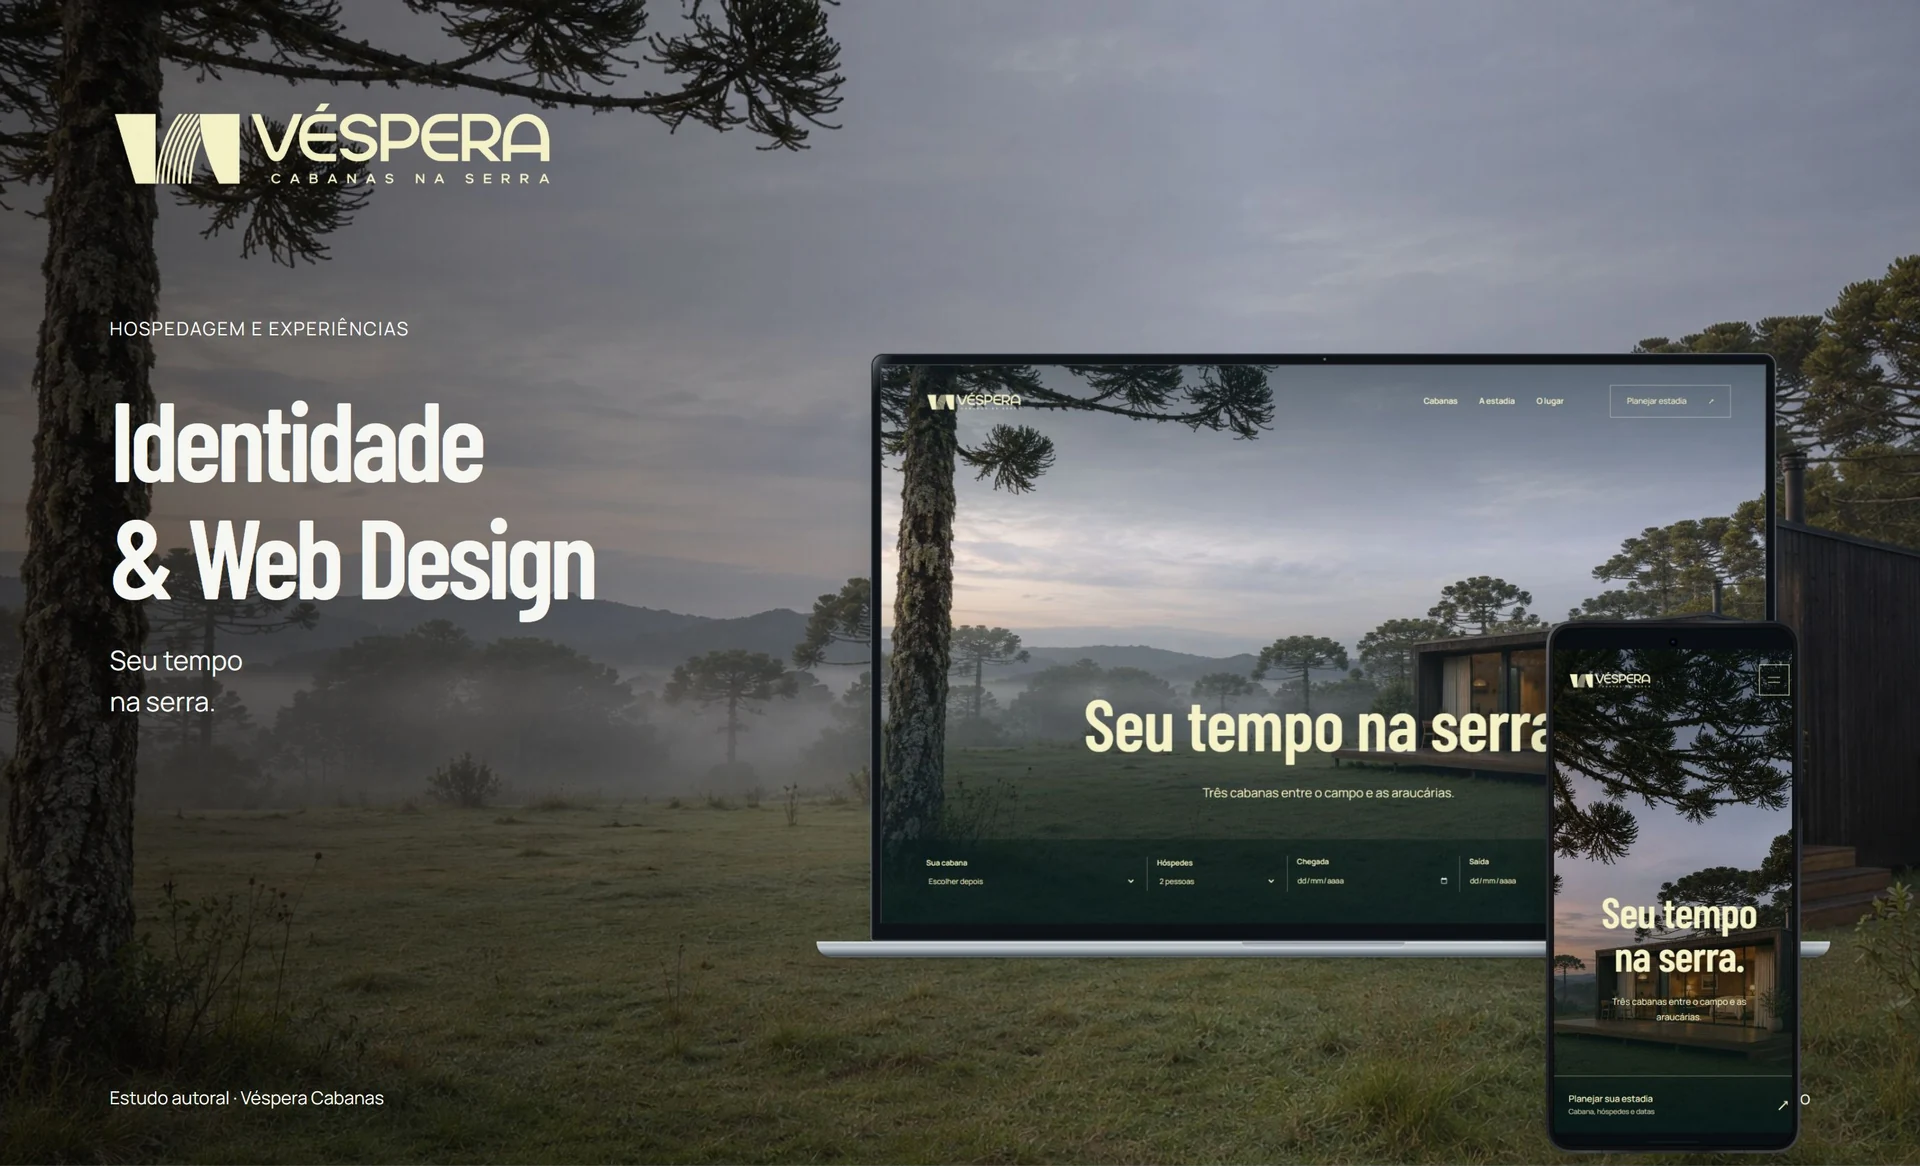 VÉSPERA
CABANAS NA SERRA
HOSPEDAGEM E EXPERIÊNCIAS
Identidade
& Web Design
Seu tempo
na serra.
Estudo autoral · Véspera Cabanas
VÉSPERA
Cabanas A estadia O lugar Planejar estadia ↗
Seu tempo na serra
Três cabanas entre o campo e as araucárias.
Sua cabana Hóspedes Chegada Saída
Escolher depois 2 pessoas dd/mm/aaaa dd/mm/aaaa
VÉSPERA
Seu tempo
na serra.
Três cabanas entre o campo e as
araucárias.
Planejar sua estadia
Cabana, hóspedes e datas
↗
O